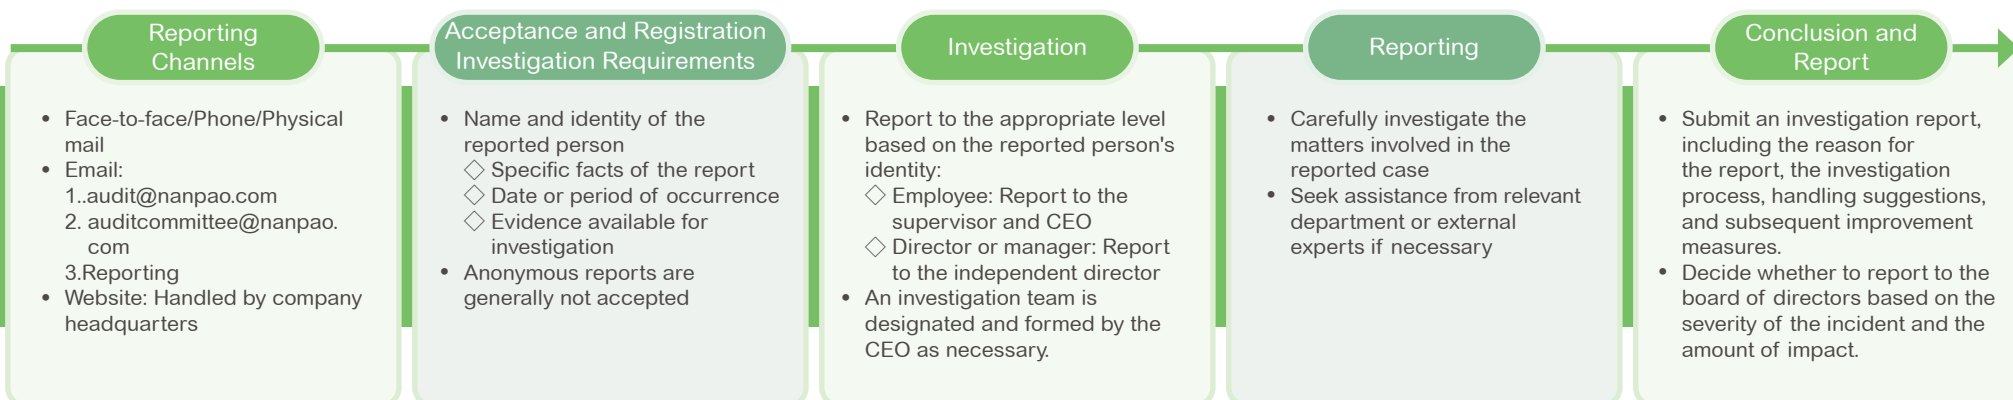 Reporting
Channels
• Face-to-face/Phone/Physical
mail
• Email:
1..audit@nanpao.com
2. auditcommittee@nanpao.
com
3.Reporting
• Website: Handled by company
headquarters
Acceptance and Registration
Investigation Requirements
• Name and identity of the
reported person
◇ Specific facts of the report
◇ Date or period of occurrence
◇ Evidence available for
investigation
• Anonymous reports are
generally not accepted
Investigation
• Report to the appropriate level
based on the reported person's
identity:
◇ Employee: Report to the
supervisor and CEO
◇ Director or manager: Report
to the independent director
• An investigation team is
designated and formed by the
CEO as necessary.
Reporting
• Carefully investigate the
matters involved in the
reported case
• Seek assistance from relevant
department or external
experts if necessary
Conclusion and
Report
• Submit an investigation report,
including the reason for
the report, the investigation
process, handling suggestions,
and subsequent improvement
measures.
• Decide whether to report to the
board of directors based on the
severity of the incident and the
amount of impact.